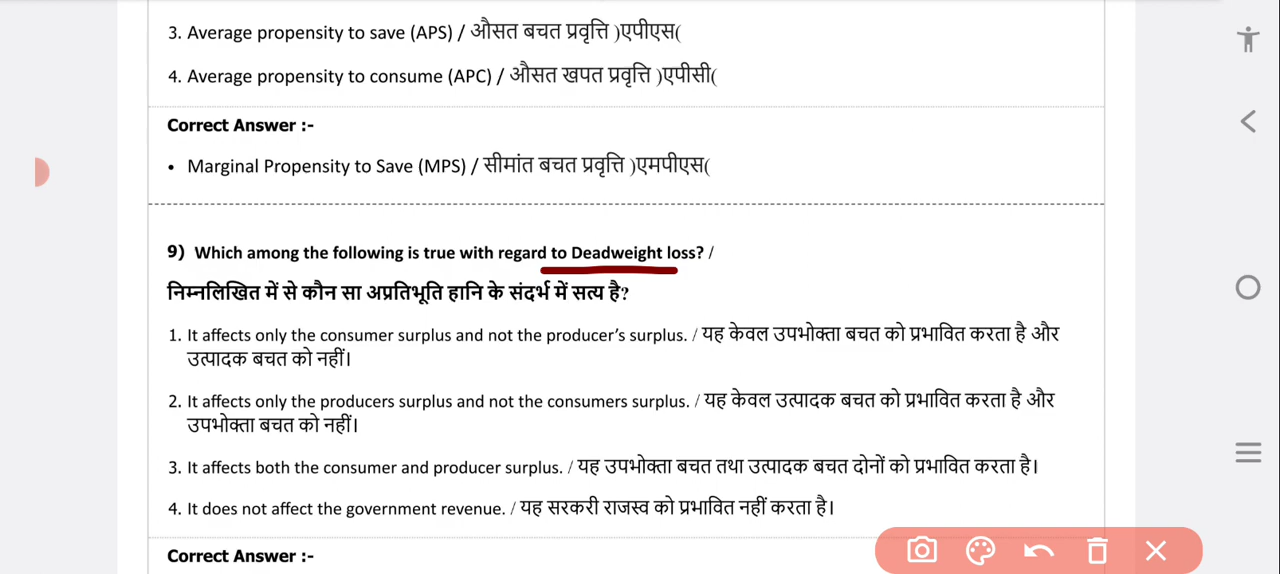 3. Average propensity to save (APS) / औसत बचत प्रवृत्ति )एपीएस(
4. Average propensity to consume (APC) / औसत खपत प्रवृत्ति )एपीसी(
Correct Answer :-
• Marginal Propensity to Save (MPS) / सीमांत बचत प्रवृत्ति )एमपीएस(
9) Which among the following is true with regard to Deadweight loss? /
निम्नलिखित में से कौन सा अप्रतिभूति हानि के संदर्भ में सत्य है?
1. It affects only the consumer surplus and not the producer’s surplus. / यह केवल उपभोक्ता बचत को प्रभावित करता है और
उत्पादक बचत को नहीं।
2. It affects only the producers surplus and not the consumers surplus. / यह केवल उत्पादक बचत को प्रभावित करता है और
उपभोक्ता बचत को नहीं।
3. It affects both the consumer and producer surplus. / यह उपभोक्ता बचत तथा उत्पादक बचत दोनों को प्रभावित करता है।
4. It does not affect the government revenue. / यह सरकरी राजस्व को प्रभावित नहीं करता है।
Correct Answer :-